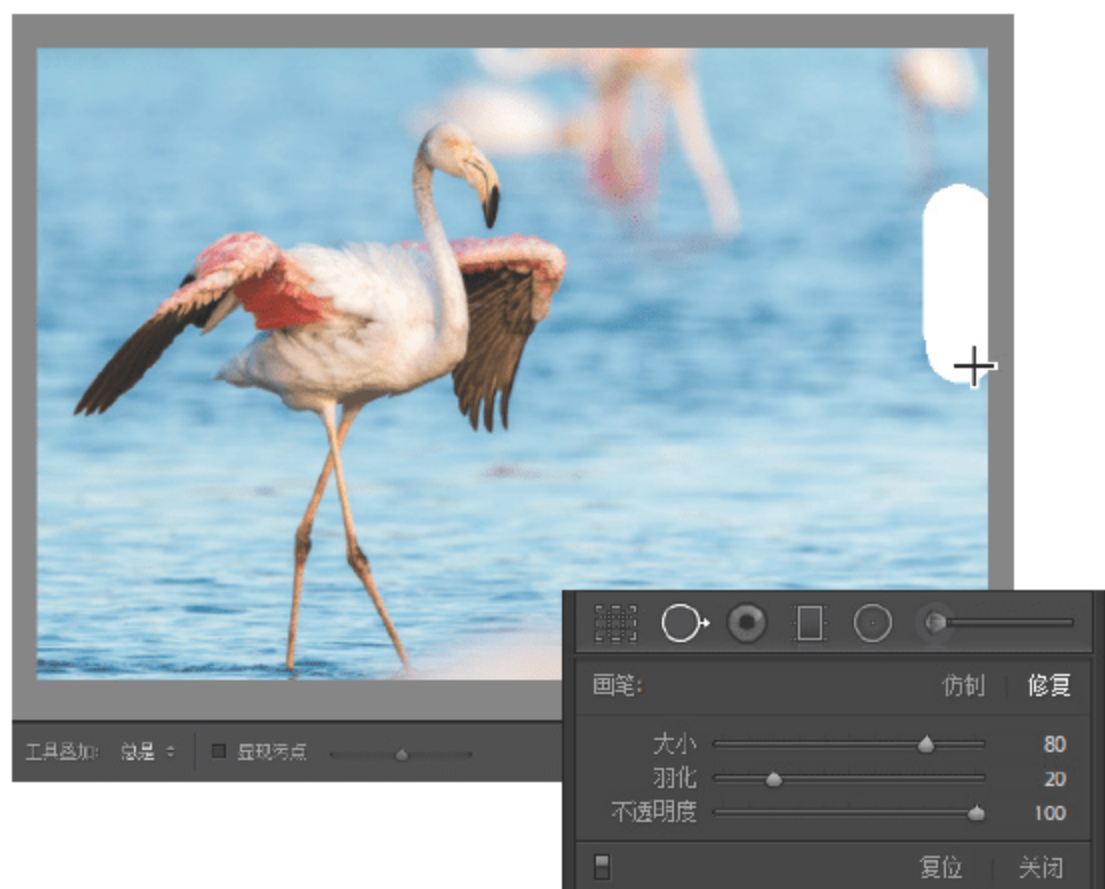 画笔: 仿制 修复
大小 80
羽化 20
不透明度 100
工具叠加: 总是 显现污点
复位 关闭